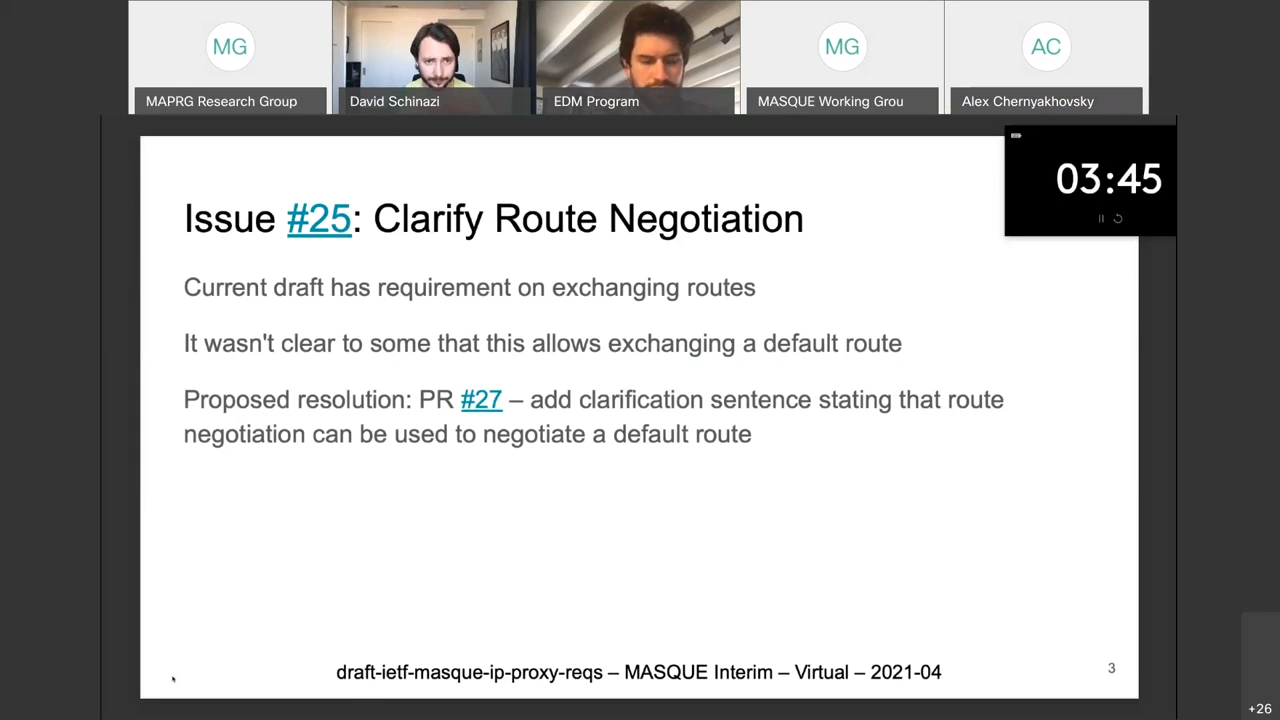 MG
MG
AC
MAPRG Research Group
David Schinazi
EDM Program
MASQUE Working Grou
Alex Chernyakhovsky
03:45
Issue #25: Clarify Route Negotiation
Current draft has requirement on exchanging routes
It wasn't clear to some that this allows exchanging a default route
Proposed resolution: PR #27 – add clarification sentence stating that route
negotiation can be used to negotiate a default route
draft-ietf-masque-ip-proxy-reqs – MASQUE Interim – Virtual – 2021-04
3
+26